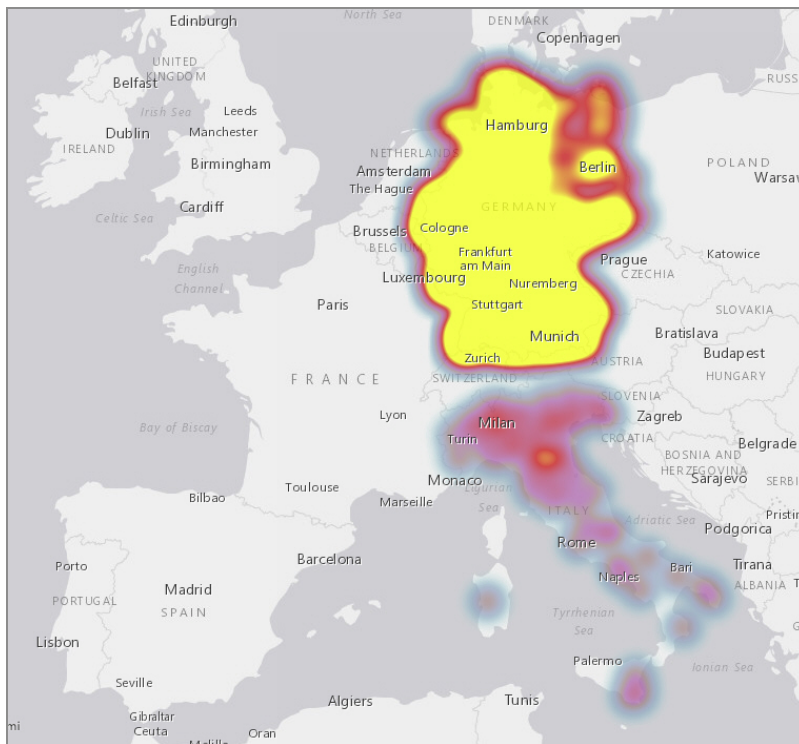 North Sea
DENMARK
Edinburgh
Copenhagen
UNITED
KINGDOM
RUSS
Belfast
Irish Sea
Leeds
Hamburg
Dublin
Manchester
IRELAND
NETHERLANDS
Birmingham
Berlin
POLAND
Amsterdam
Warsaw
The Hague
Cardiff
GERMANY
Celtic Sea
Cologne
Brussels
BELGIUM
Frankfurt
am Main
Katowice
Prague
English
Channel
Luxembourg
CZECHIA
Nuremberg
Paris
Stuttgart
SLOVAKIA
Munich
Bratislava
Budapest
Zurich
AUSTRIA
FRANCE
SWITZERLAND
HUNGARY
SLOVENIA
Lyon
Milan
Zagreb
Bay of Biscay
Turin
CROATIA
Belgrade
BOSNIA AND
HERZEGOVINA
Monaco
Sarajevo
SERBI
Toulouse
Ligurian
Sea
Bilbao
Marseille
ITALY
Pristin
Adriatic Sea
Podgorica
Rome
Barcelona
Porto
Bari
Tirana
Naples
Madrid
ALBANIA
PORTUGAL
SPAIN
Tyrrhenian
Sea
Lisbon
Palermo
Ionian Sea
Seville
Algiers
Tunis
Gibraltar
Ceuta
Oran
mi
Melilla